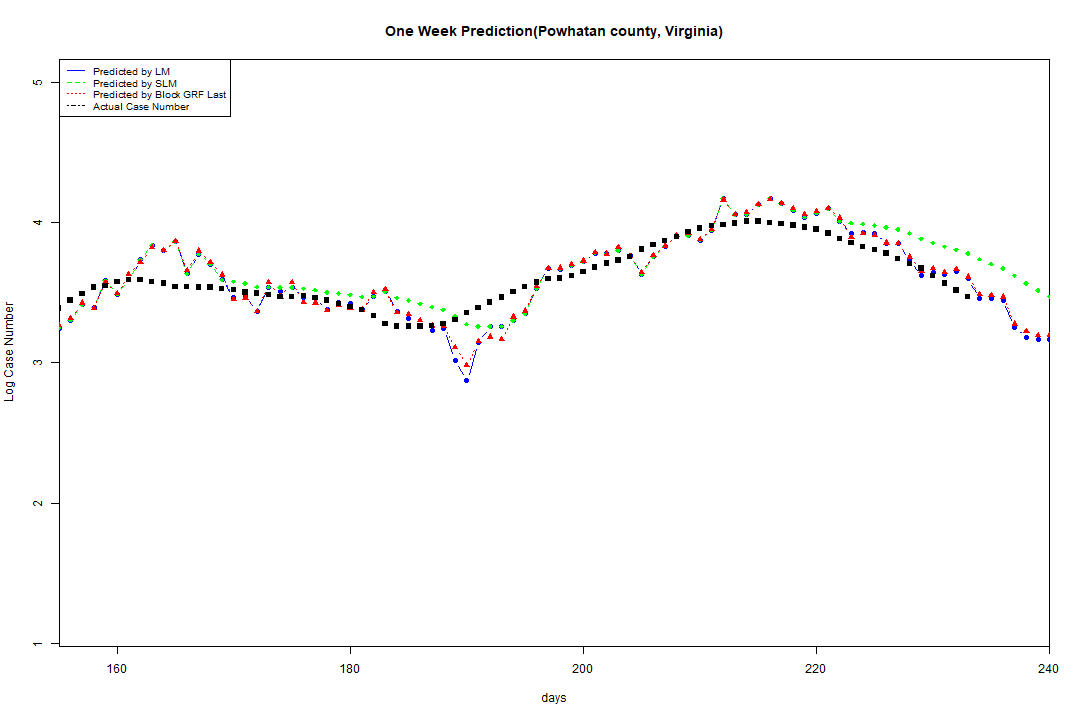 One Week Prediction(Powhatan county, Virginia)
Predicted by LM
Predicted by SLM
Predicted by Block GRF Last
Actual Case Number
5
4
3
2
1
Log Case Number
160 180 200 220 240
days